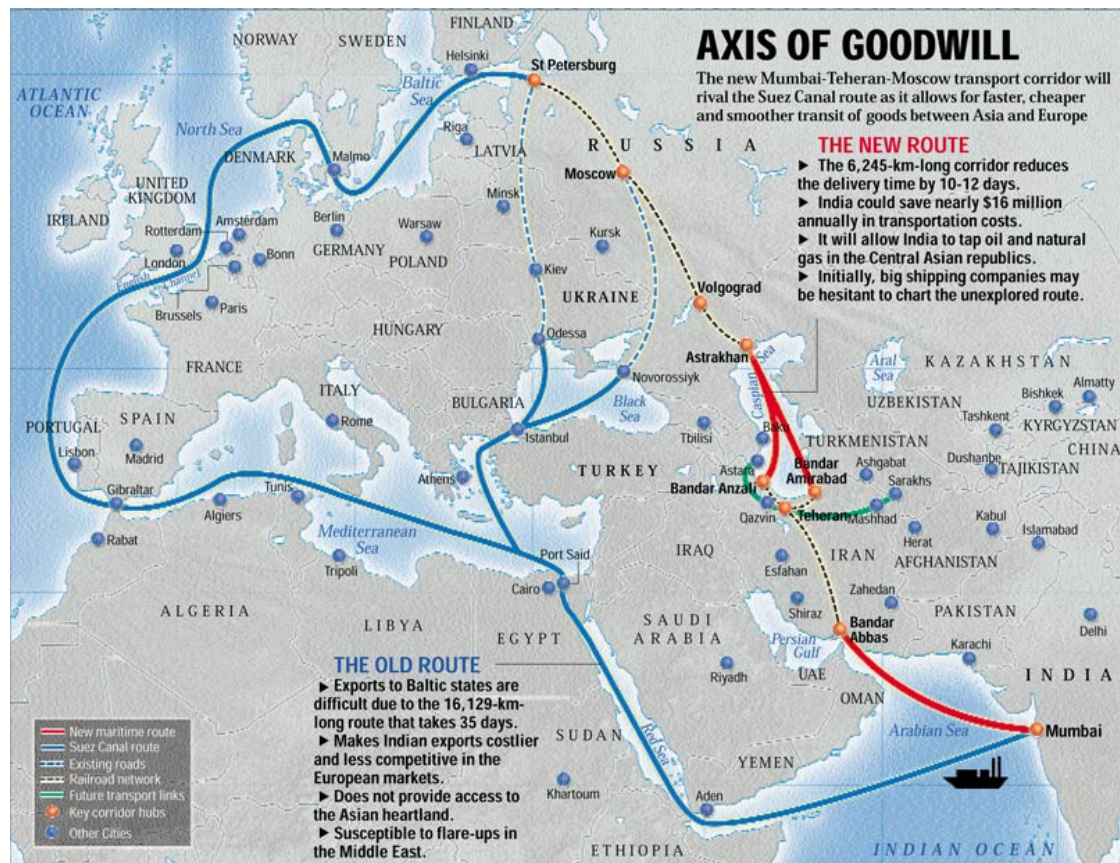 AXIS OF GOODWILL
The new Mumbai-Teheran-Moscow transport corridor will
rival the Suez Canal route as it allows for faster, cheaper
and smoother transit of goods between Asia and Europe
THE NEW ROUTE
► The 6,245-km-long corridor reduces
the delivery time by 10-12 days.
► India could save nearly $16 million
annually in transportation costs.
► It will allow India to tap oil and natural
gas in the Central Asian republics.
► Initially, big shipping companies may
be hesitant to chart the unexplored route.
NORWAY
SWEDEN
FINLAND
Helsinki
St Petersburg
ATLANTIC
OCEAN
Baltic
Sea
North Sea
Riga
LATVIA
RUSSIA
DENMARK
Malmo
Moscow
UNITED
KINGDOM
IRELAND
Minsk
Amsterdam
Rotterdam
Berlin
GERMANY
Warsaw
POLAND
Kursk
London
Bonn
English Channel
Brussels
Paris
Kiev
UKRAINE
Volgograd
HUNGARY
Odessa
FRANCE
Astrakhan
Caspian Sea
Aral
Sea
KAZAKHSTAN
ITALY
Novorossiyk
Almatty
Bishkek
UZBEKISTAN
KYRGYZSTAN
SPAIN
BULGARIA
Black
Sea
Tashkent
PORTUGAL
Rome
Istanbul
Tbilisi
Baku
TURKMENISTAN
CHINA
Lisbon
Madrid
TURKEY
Astara
Bandar
Amirabad
Ashgabat
Dushanbe
TAJIKISTAN
Athens
Bandar Anzali
Sarakhs
Gibraltar
Tunis
Algiers
Qazvin
Teheran
Mashhad
Kabul
Islamabad
Rabat
Mediterranean
Sea
Herat
Port Said
IRAQ
IRAN
AFGHANISTAN
Tripoli
Cairo
Esfahan
Zahedan
ALGERIA
LIBYA
EGYPT
SAUDI
ARABIA
Shiraz
PAKISTAN
Bandar
Abbas
Delhi
Persian
Gulf
Karachi
Riyadh
UAE
INDIA
OMAN
THE OLD ROUTE
► Exports to Baltic states are
difficult due to the 16,129-km-
long route that takes 35 days.
► Makes Indian exports costlier
and less competitive in the
European markets.
► Does not provide access to
the Asian heartland.
► Susceptible to flare-ups in
the Middle East.
SUDAN
Red Sea
Arabian Sea
Mumbai
YEMEN
Khartoum
Aden
ETHIOPIA
INDIAN OCEAN
New maritime route
Suez Canal route
Existing roads
Railroad network
Future transport links
Key corridor hubs
Other Cities